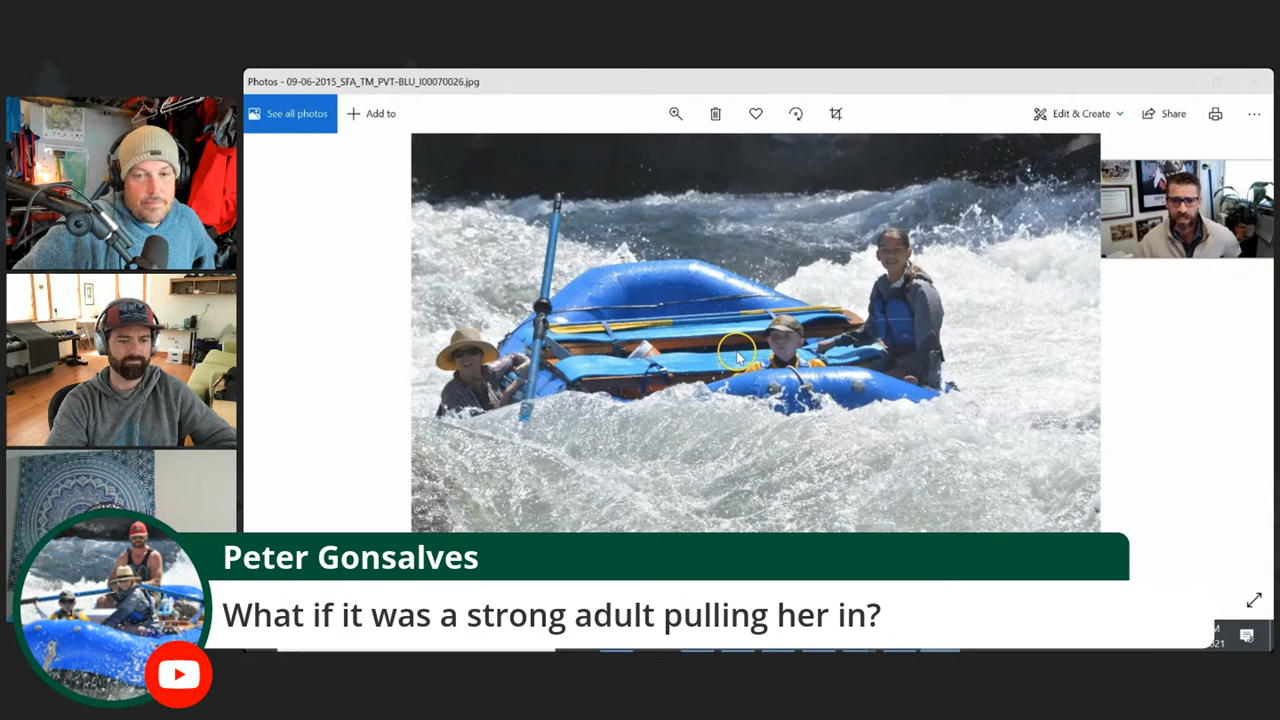 Photos - 09-06-2015_SFA_TM_PVT-BLU_I00070026.jpg
See all photos
Add to
Edit & Create
Share
Peter Gonsalves
What if it was a strong adult pulling her in?